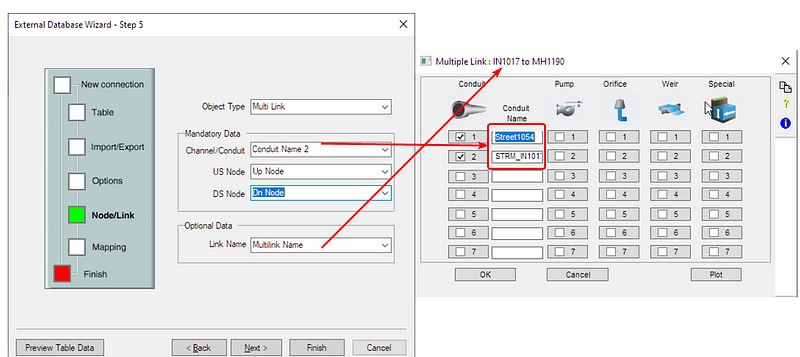 External Database Wizard - Step 5
New connection
Table
Import/Export
Options
Node/Link
Mapping
Finish
Object Type Multi Link
Mandatory Data
Channel/Conduit Conduit Name 2
US Node Up Node
DS Node Dn Node
Optional Data
Link Name Multilink Name
Preview Table Data < Back Next > Finish Cancel
Multiple Link : IN1017 to MH1190
Conduit Pump Orifice Weir Special
Conduit
Name
1 Street1054 1 1 1 1
2 STRM_IN101 2 2 2 2
3 3 3 3 3
4 4 4 4 4
5 5 5 5 5
6 6 6 6 6
7 7 7 7 7
OK Cancel Plot